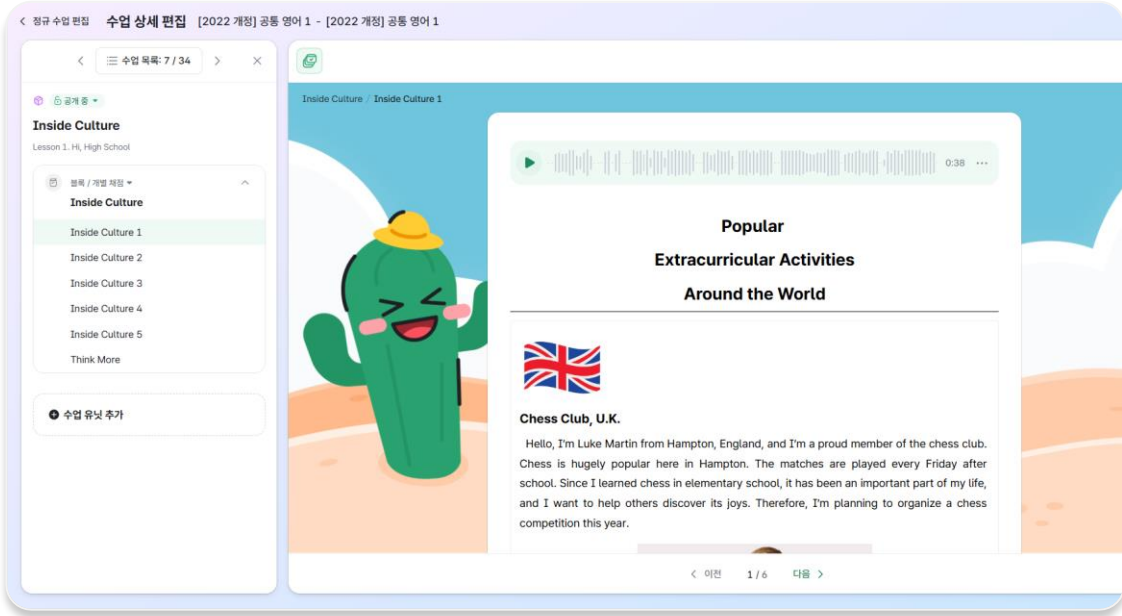 정규 수업 편집 수업 상세 편집 [2022 개정] 공통 영어 1 - [2022 개정] 공통 영어 1
수업 목록: 7 / 34
공개 중
Inside Culture
Lesson 1. Hi, High School
블록 / 개별 채점
Inside Culture
Inside Culture 1
Inside Culture 2
Inside Culture 3
Inside Culture 4
Inside Culture 5
Think More
수업 유닛 추가
Inside Culture / Inside Culture 1
0:38
Popular
Extracurricular Activities
Around the World
Chess Club, U.K.
Hello, I'm Luke Martin from Hampton, England, and I'm a proud member of the chess club.
Chess is hugely popular here in Hampton. The matches are played every Friday after
school. Since I learned chess in elementary school, it has been an important part of my life,
and I want to help others discover its joys. Therefore, I'm planning to organize a chess
competition this year.
이전 1 / 6 다음